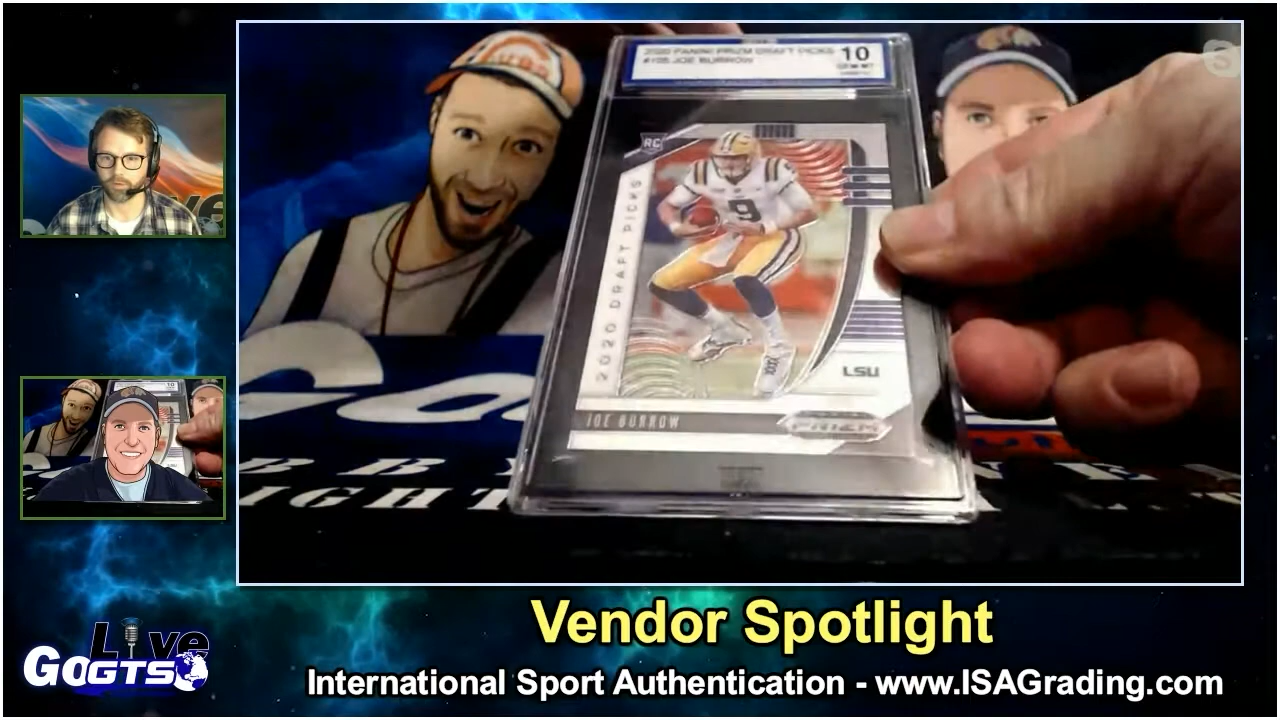 2020 PANINI PRIZM DRAFT PICKS
#105 JOE BURROW
10
RC
9
2020 DRAFT PICKS
LSU
JOE BURROW
PRIZM
Live
GoGTS
Vendor Spotlight
International Sport Authentication - www.ISAGrading.com